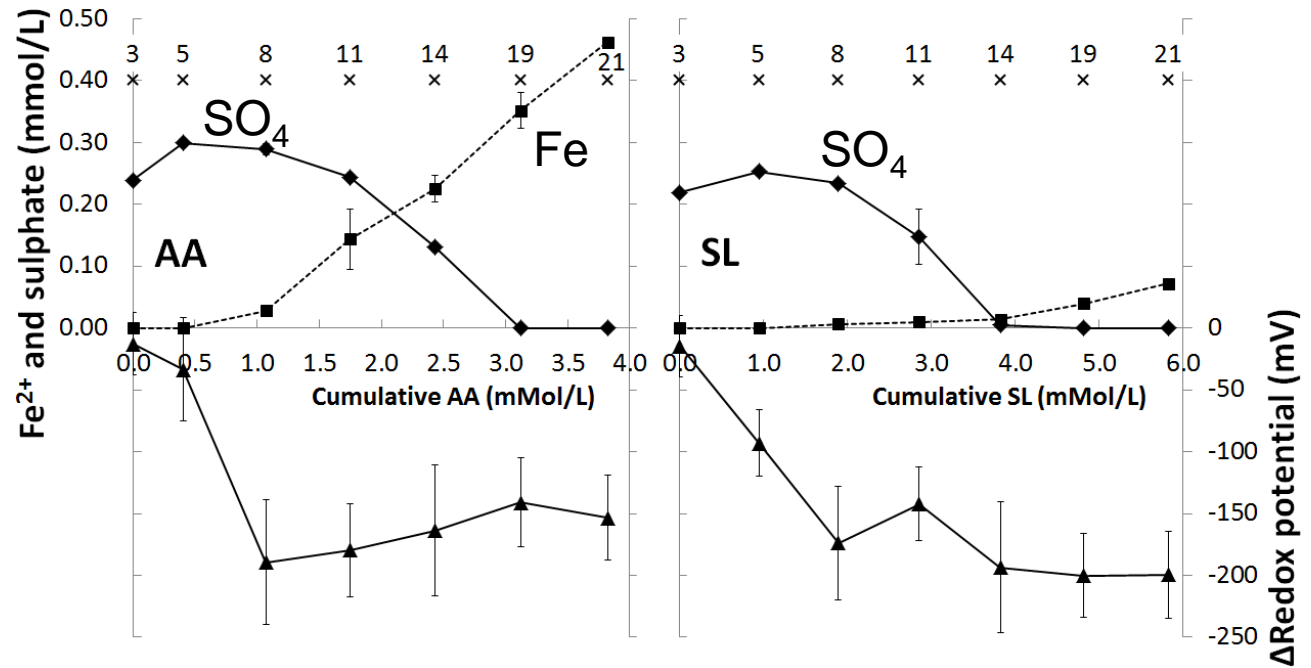 Fe²⁺ and sulphate (mmol/L)
0.50
0.40
0.30
0.20
0.10
0.00
3 5 8 11 14 19 21
SO₄
Fe
AA
0.0 0.5 1.0 1.5 2.0 2.5 3.0 3.5 4.0
Cumulative AA (mMol/L)
3 5 8 11 14 19 21
SO₄
SL
0.0 1.0 2.0 3.0 4.0 5.0 6.0
Cumulative SL (mMol/L)
0
-50
-100
-150
-200
-250
ΔRedox potential (mV)